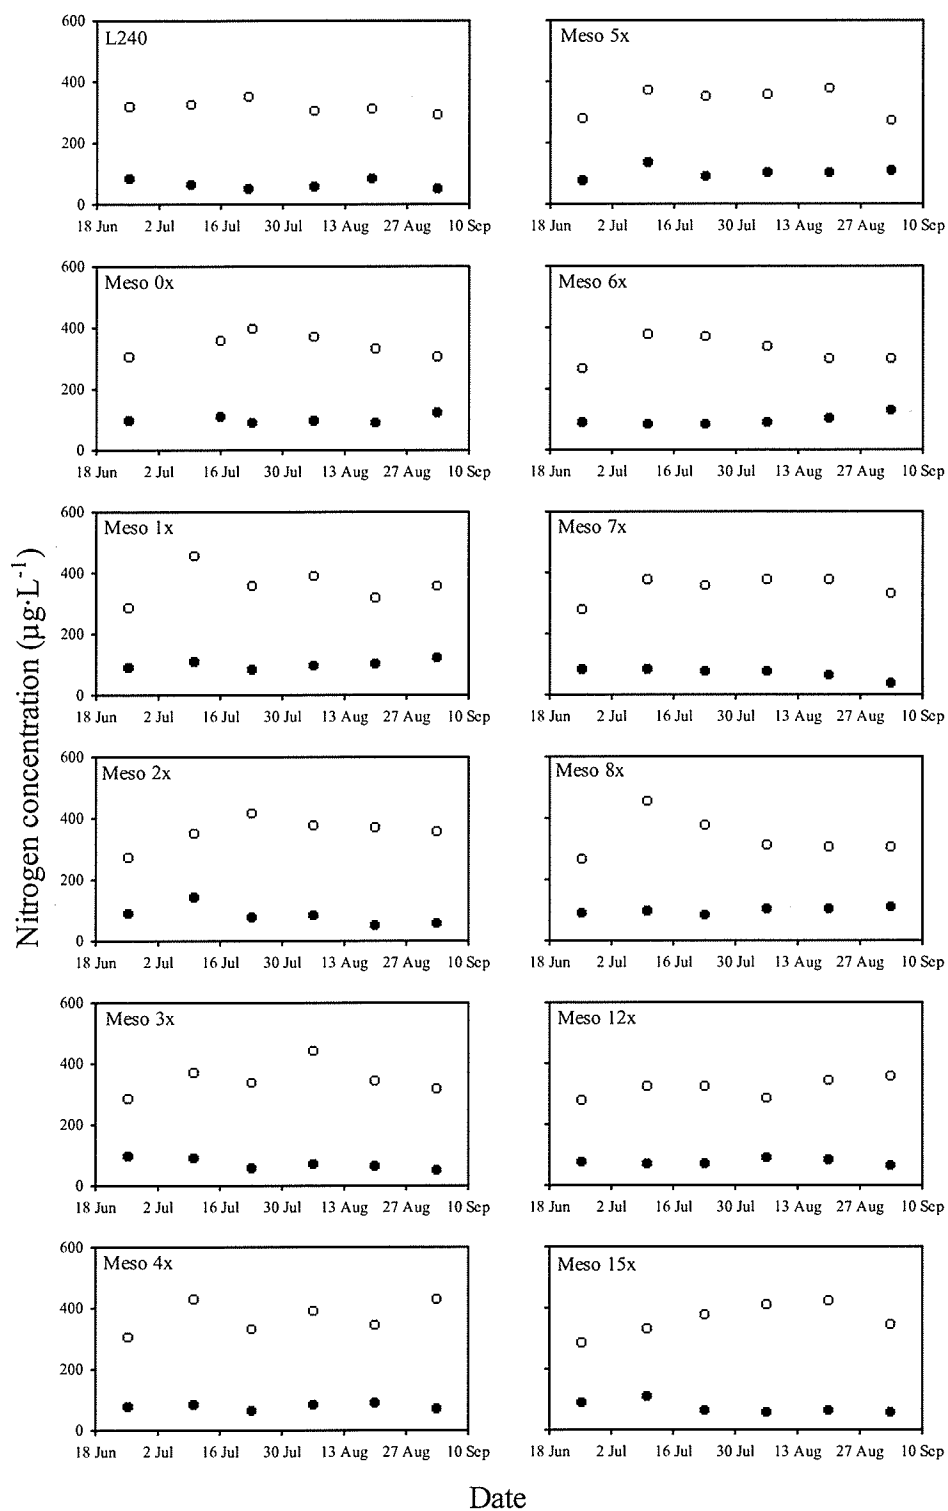 600
L240
400
200
0
18 Jun 2 Jul 16 Jul 30 Jul 13 Aug 27 Aug 10 Sep
Meso 5x
18 Jun 2 Jul 16 Jul 30 Jul 13 Aug 27 Aug 10 Sep
600
Meso 0x
400
200
0
18 Jun 2 Jul 16 Jul 30 Jul 13 Aug 27 Aug 10 Sep
Meso 6x
18 Jun 2 Jul 16 Jul 30 Jul 13 Aug 27 Aug 10 Sep
Nitrogen concentration (µg·L⁻¹)
600
Meso 1x
400
200
0
18 Jun 2 Jul 16 Jul 30 Jul 13 Aug 27 Aug 10 Sep
Meso 7x
18 Jun 2 Jul 16 Jul 30 Jul 13 Aug 27 Aug 10 Sep
600
Meso 2x
400
200
0
18 Jun 2 Jul 16 Jul 30 Jul 13 Aug 27 Aug 10 Sep
Meso 8x
18 Jun 2 Jul 16 Jul 30 Jul 13 Aug 27 Aug 10 Sep
600
Meso 3x
400
200
0
18 Jun 2 Jul 16 Jul 30 Jul 13 Aug 27 Aug 10 Sep
Meso 12x
18 Jun 2 Jul 16 Jul 30 Jul 13 Aug 27 Aug 10 Sep
600
Meso 4x
400
200
0
18 Jun 2 Jul 16 Jul 30 Jul 13 Aug 27 Aug 10 Sep
Meso 15x
18 Jun 2 Jul 16 Jul 30 Jul 13 Aug 27 Aug 10 Sep
Date